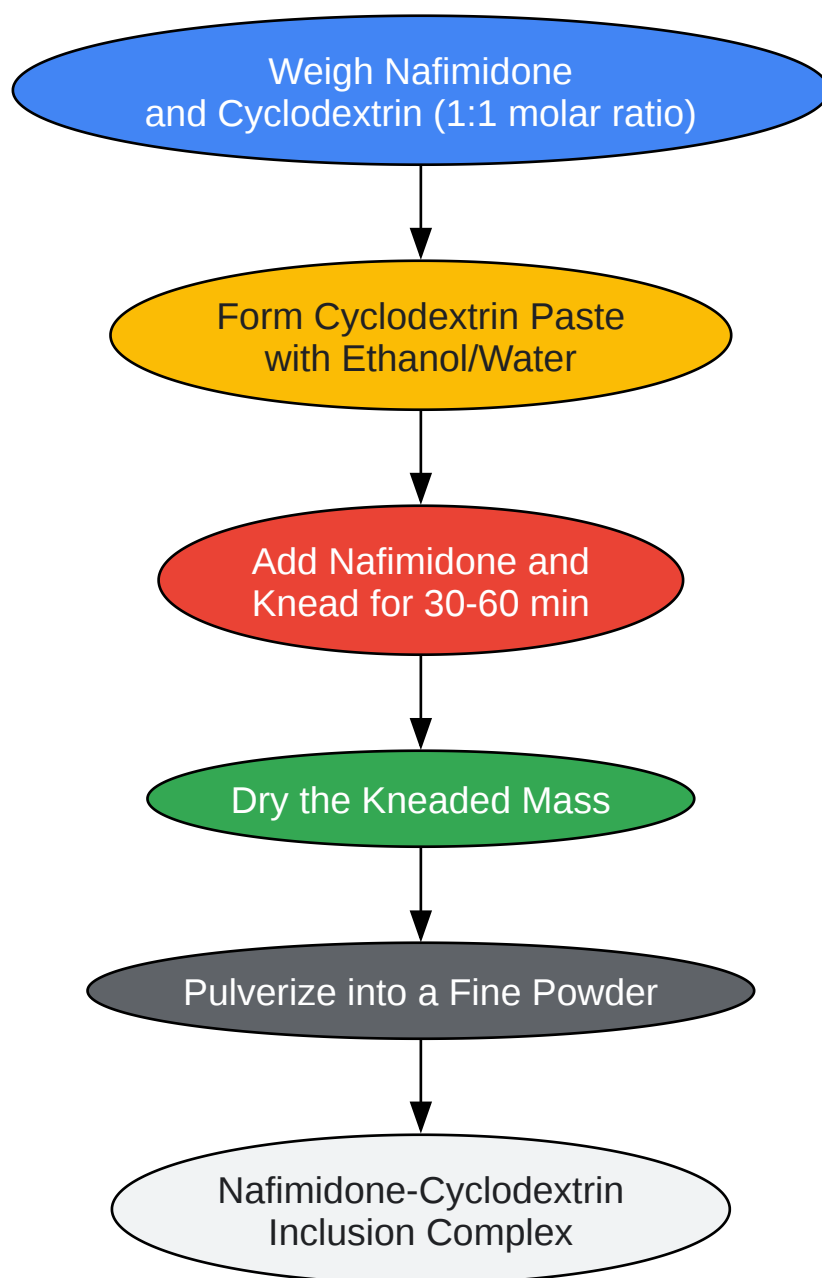 Weigh Nafimidone
and Cyclodextrin (1:1 molar ratio)
Form Cyclodextrin Paste
with Ethanol/Water
Add Nafimidone and
Knead for 30-60 min
Dry the Kneaded Mass
Pulverize into a Fine Powder
Nafimidone-Cyclodextrin
Inclusion Complex